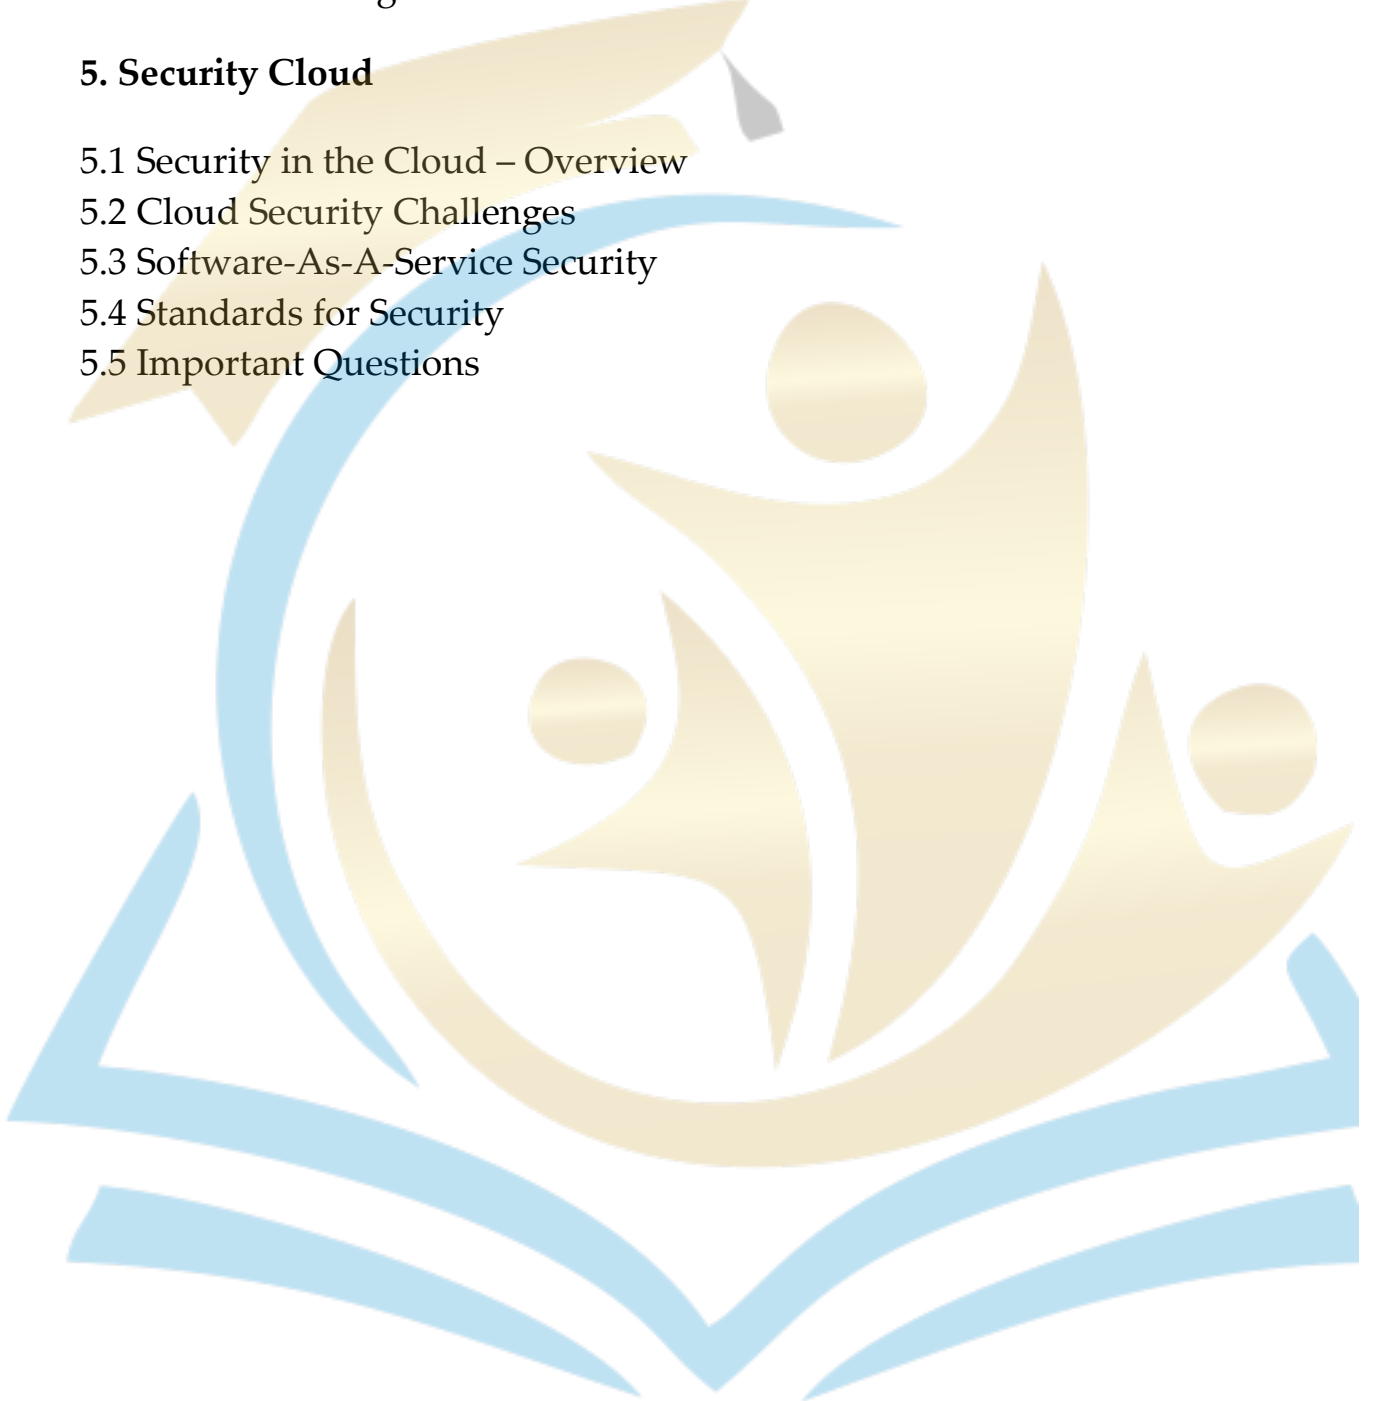 5. Security Cloud
5.1 Security in the Cloud – Overview
5.2 Cloud Security Challenges
5.3 Software-As-A-Service Security
5.4 Standards for Security
5.5 Important Questions